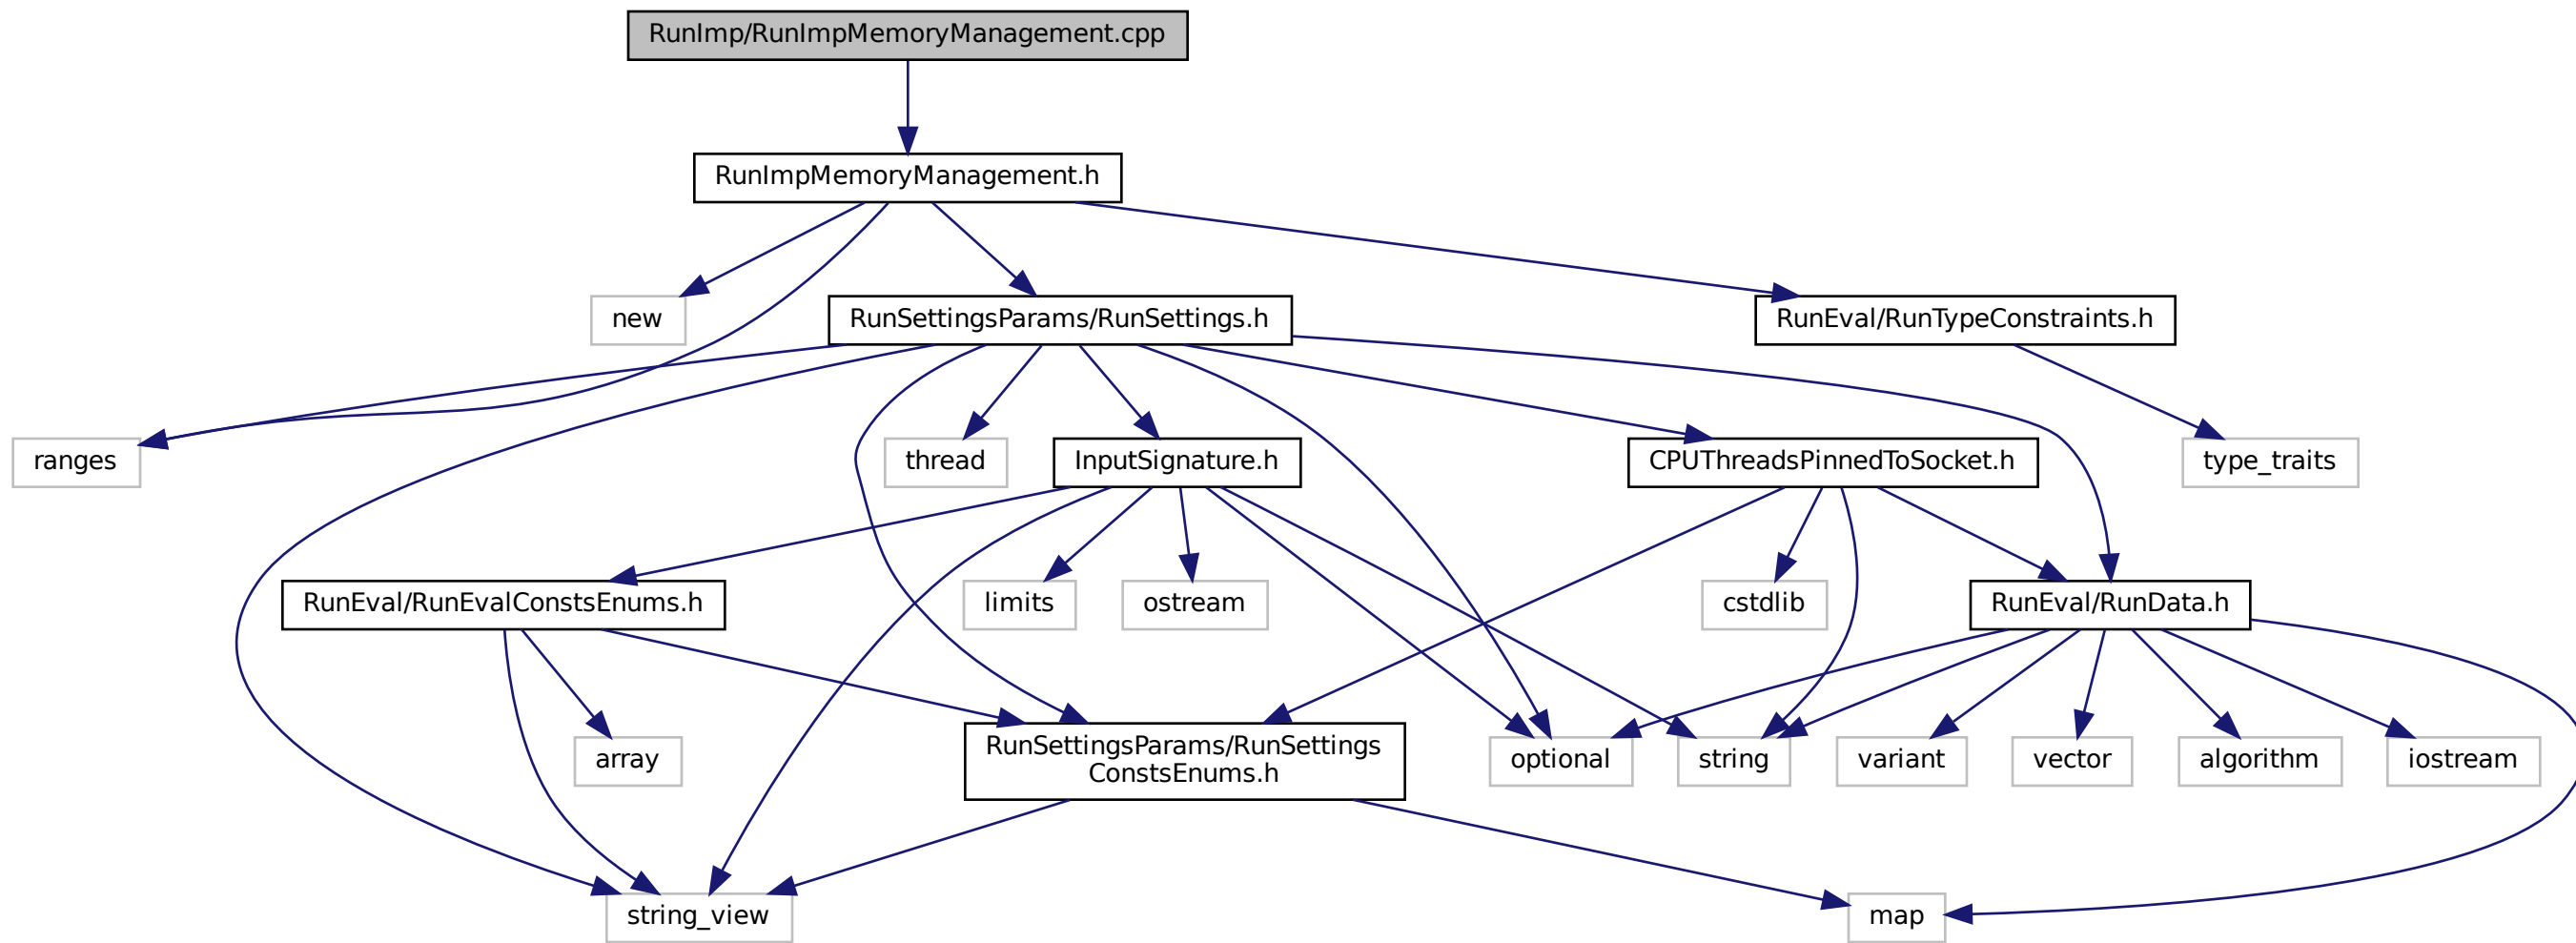 RunImp/RunImpMemoryManagement.cpp
RunImpMemoryManagement.h
new
RunSettingsParams/RunSettings.h
RunEval/RunTypeConstraints.h
ranges
thread
InputSignature.h
CPUThreadsPinnedToSocket.h
type_traits
RunEval/RunEvalConstsEnums.h
limits
ostream
cstdlib
RunEval/RunData.h
array
RunSettingsParams/RunSettings
ConstsEnums.h
optional
string
variant
vector
algorithm
iostream
string_view
map